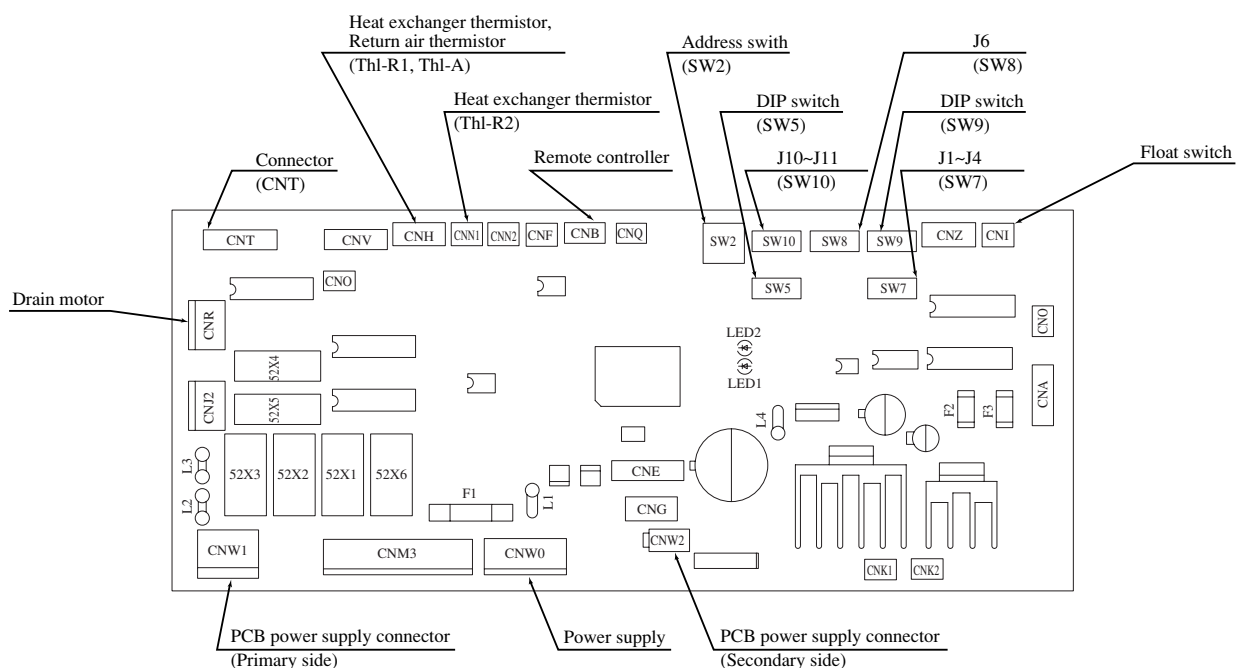 Heat exchanger thermistor,
Return air thermistor
(Thl-R1, Thl-A)
Address swith
(SW2)
J6
(SW8)
Heat exchanger thermistor
(Thl-R2)
DIP switch
(SW5)
DIP switch
(SW9)
Connector
(CNT)
Remote controller
J10~J11
(SW10)
J1~J4
(SW7)
Float switch
CNT
CNV
CNH
CNN1
CNN2
CNF
CNB
CNQ
SW2
SW10
SW8
SW9
CNZ
CNI
CNO
SW5
SW7
Drain motor
CNR
CNO
LED2
52X4
LED1
CNJ2
52X5
L4
F2
F3
CNA
L3
52X3
52X2
52X1
52X6
CNE
L2
F1
L1
CNG
CNW1
CNM3
CNW0
CNW2
CNK1
CNK2
PCB power supply connector
(Primary side)
Power supply
PCB power supply connector
(Secondary side)